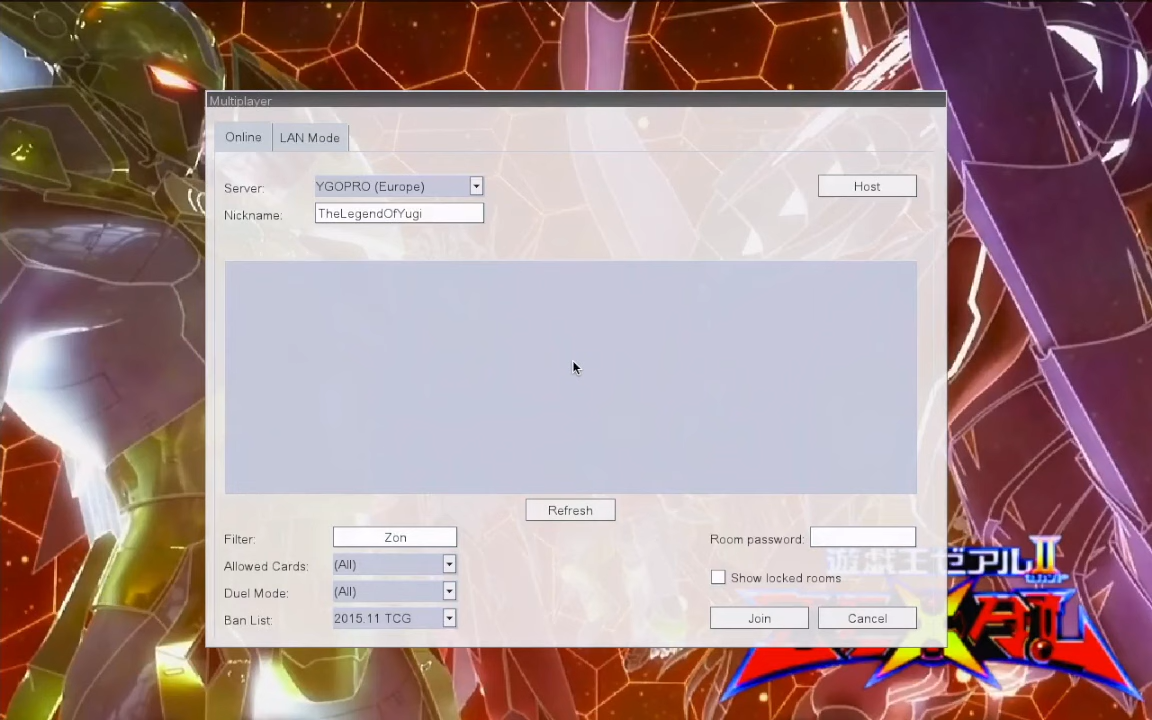 Multiplayer
Online
LAN Mode
Server:
YGOPRO (Europe)
Host
Nickname:
TheLegendOfYugi
Refresh
Filter:
Zon
Room password:
Allowed Cards:
(All)
Show locked rooms
Duel Mode:
(All)
Ban List:
2015.11 TCG
Join
Cancel
遊戯王ゼアルII